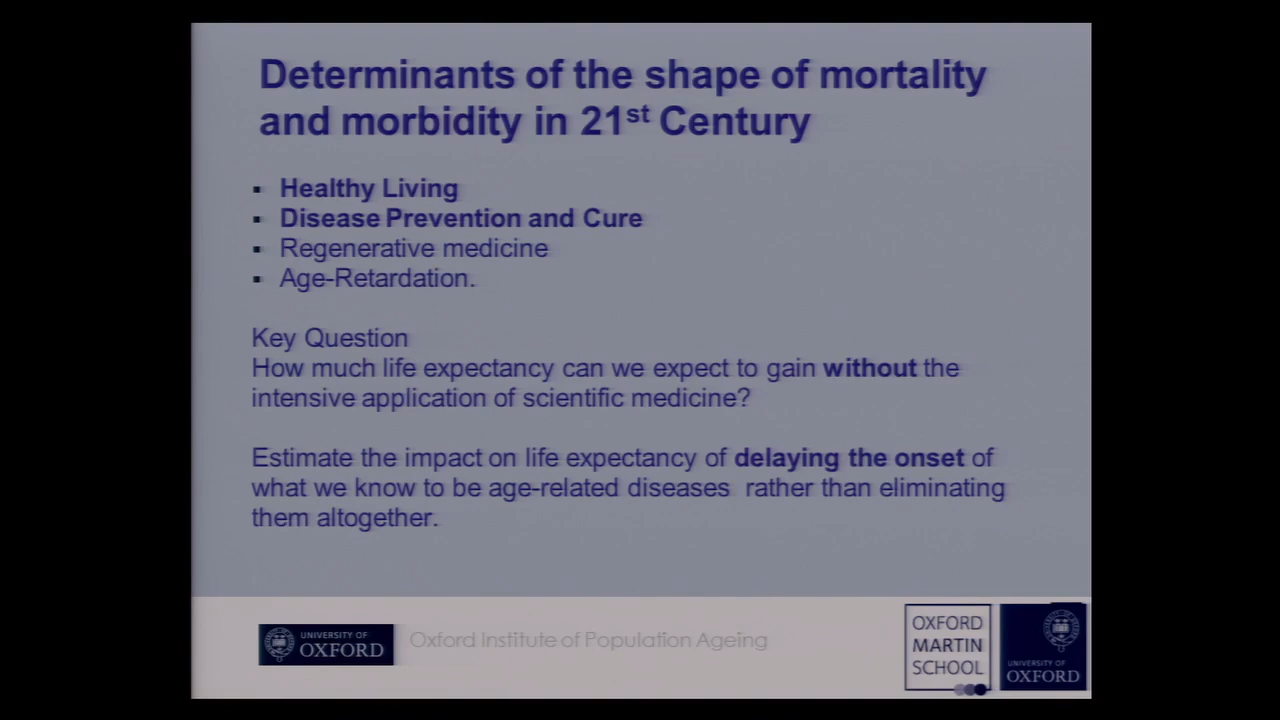 Determinants of the shape of mortality
and morbidity in 21st Century
▪ Healthy Living
▪ Disease Prevention and Cure
▪ Regenerative medicine
▪ Age-Retardation.
Key Question
How much life expectancy can we expect to gain without the
intensive application of scientific medicine?
Estimate the impact on life expectancy of delaying the onset of
what we know to be age-related diseases rather than eliminating
them altogether.
UNIVERSITY OF
OXFORD
Oxford Institute of Population Ageing
OXFORD
MARTIN
SCHOOL
UNIVERSITY OF
OXFORD